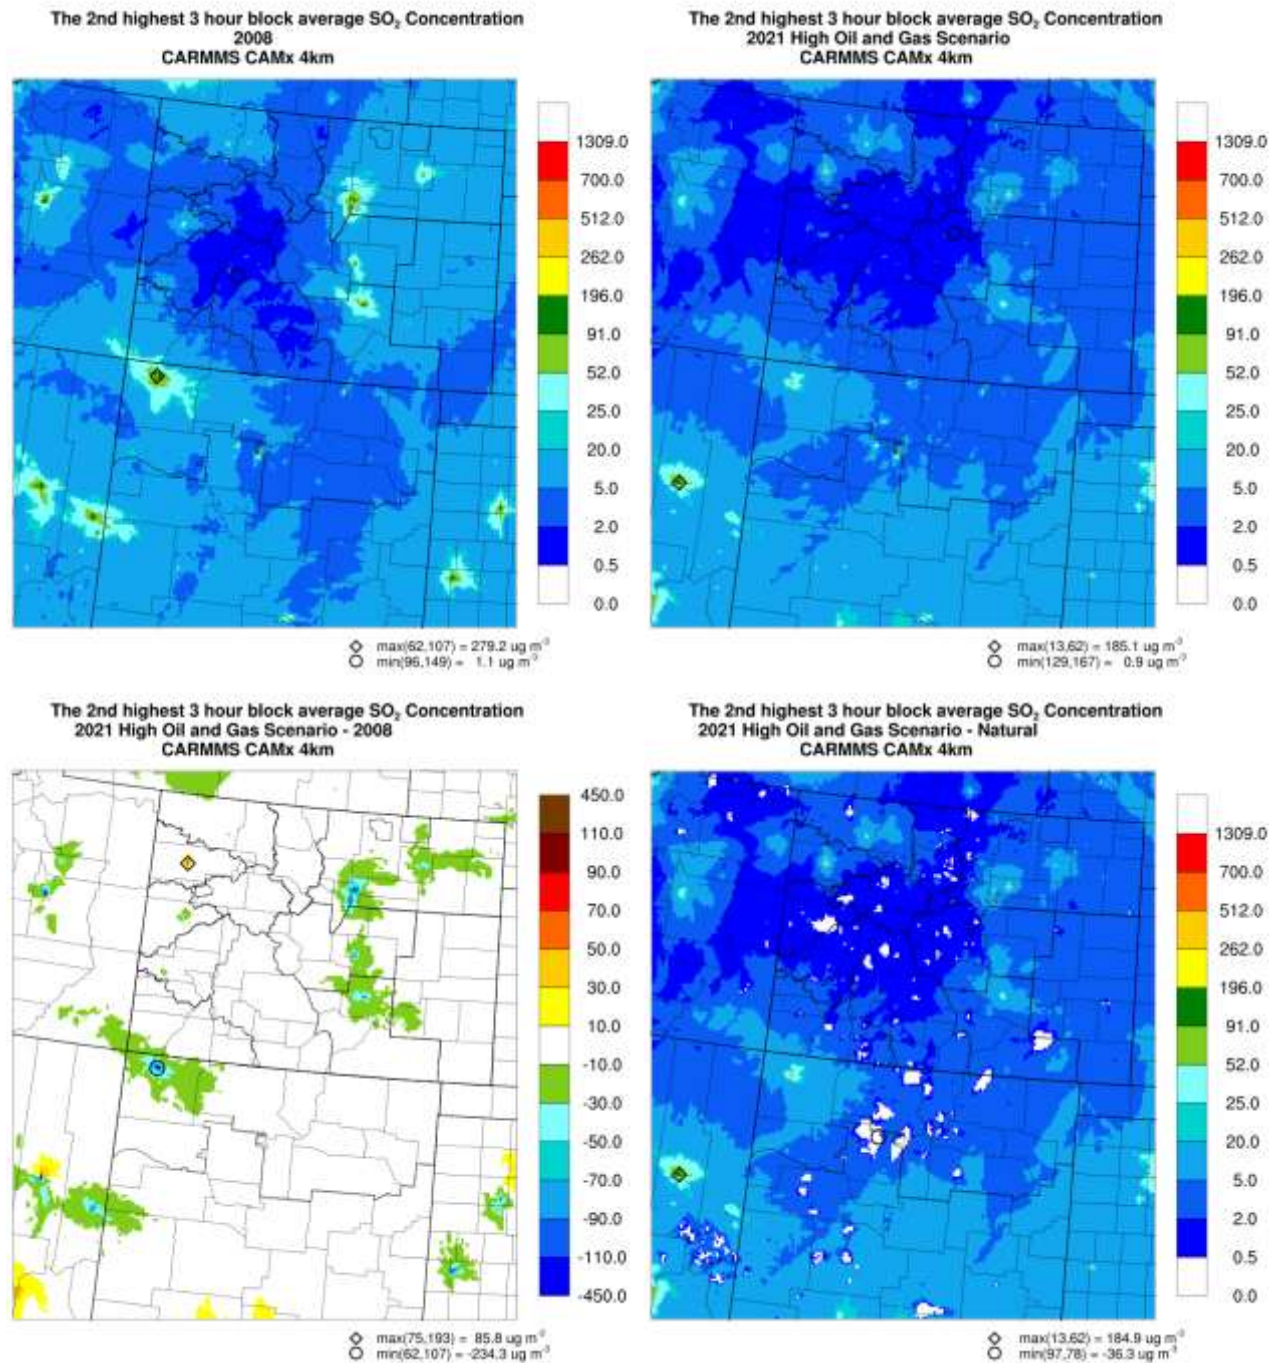 The 2nd highest 3 hour block average SO₂ Concentration
2008
CARMMS CAMx 4km
1309.0
700.0
512.0
262.0
196.0
91.0
52.0
25.0
20.0
5.0
2.0
0.5
0.0
max(62,107) = 279.2 ug m⁻³
min(96,149) = 1.1 ug m⁻³
The 2nd highest 3 hour block average SO₂ Concentration
2021 High Oil and Gas Scenario
CARMMS CAMx 4km
1309.0
700.0
512.0
262.0
196.0
91.0
52.0
25.0
20.0
5.0
2.0
0.5
0.0
max(13,62) = 185.1 ug m⁻³
min(129,167) = 0.9 ug m⁻³
The 2nd highest 3 hour block average SO₂ Concentration
2021 High Oil and Gas Scenario - 2008
CARMMS CAMx 4km
450.0
110.0
90.0
70.0
50.0
30.0
10.0
-10.0
-30.0
-50.0
-70.0
-90.0
-110.0
-450.0
max(75,193) = 85.8 ug m⁻³
min(62,107) = -234.3 ug m⁻³
The 2nd highest 3 hour block average SO₂ Concentration
2021 High Oil and Gas Scenario - Natural
CARMMS CAMx 4km
1309.0
700.0
512.0
262.0
196.0
91.0
52.0
25.0
20.0
5.0
2.0
0.5
0.0
max(13,62) = 184.9 ug m⁻³
min(97,78) = -36.3 ug m⁻³